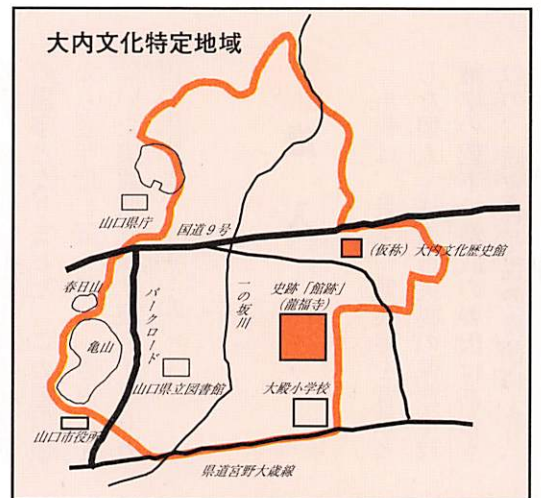 大内文化特定地域
山口県庁
国道9号
(仮称)大内文化歴史館
春日山
パークロード
一の坂川
史跡「館跡」
(龍福寺)
亀山
山口県立図書館
大殿小学校
山口市役所
県道宮野大歳線